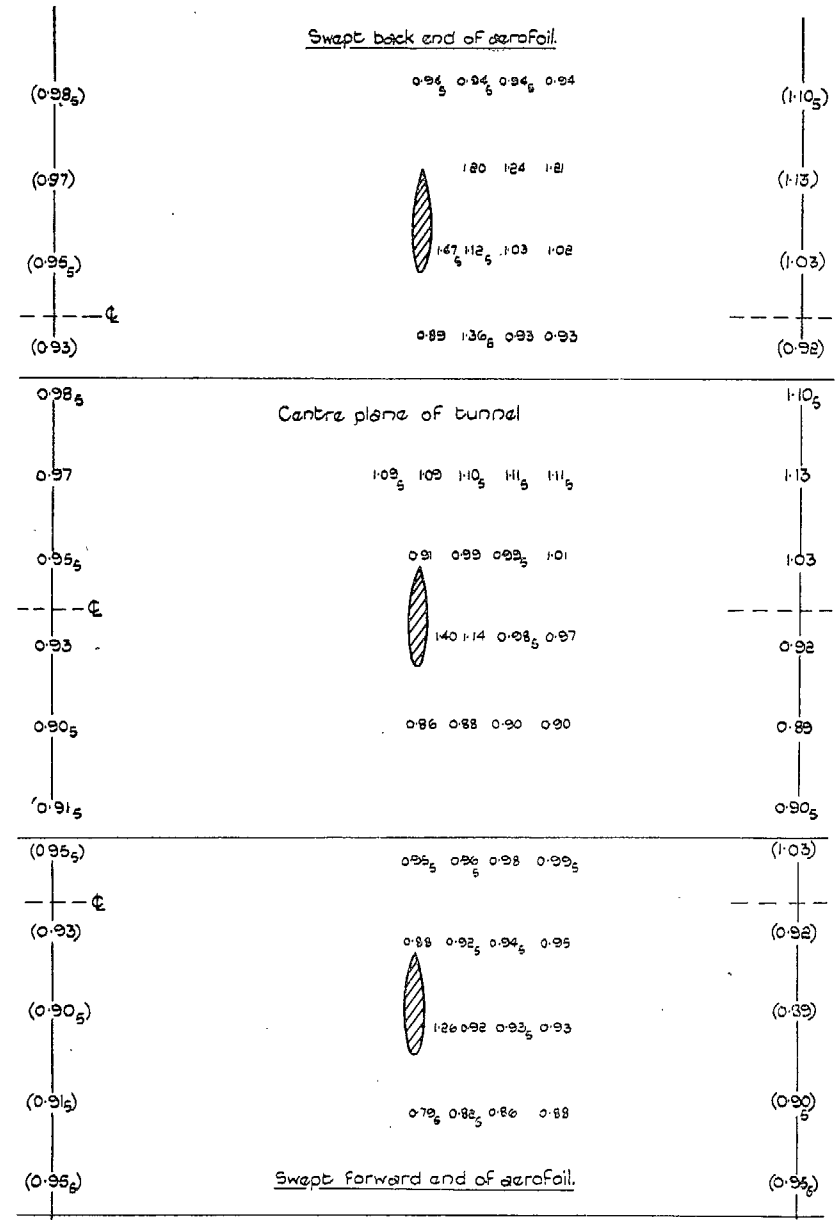 Swept back end of aerofoil.
(0·98₅) 0·94₅ 0·94₅ 0·94₅ 0·94 (1·10₅)
(0·97) 1·20 1·24 1·21 (1·13)
(0·95₅) 1·67₅ 1·12₅ 1·03 1·02 (1·03)
℄
(0·93) 0·89 1·36₅ 0·93 0·93 (0·92)
0·98₅ 1·10₅
Centre plane of tunnel
0·97 1·09₅ 1·09 1·10₅ 1·11₅ 1·11₅ 1·13
0·95₅ 0·91 0·99 0·99₅ 1·01 1·03
℄
0·93 1·40 1·14 0·98₅ 0·97 0·92
0·90₅ 0·86 0·88 0·90 0·90 0·89
0·91₅ 0·90₅
(0·95₅) 0·95₅ 0·96₅ 0·98 0·99₅ (1·03)
℄
(0·93) 0·88 0·92₅ 0·94₅ 0·95 (0·92)
(0·90₅) 1·26 0·92 0·93₅ 0·93 (0·89)
(0·91₅) 0·79₅ 0·82₅ 0·86 0·88 (0·90₅)
(0·95₅) Swept forward end of aerofoil. (0·95₅)